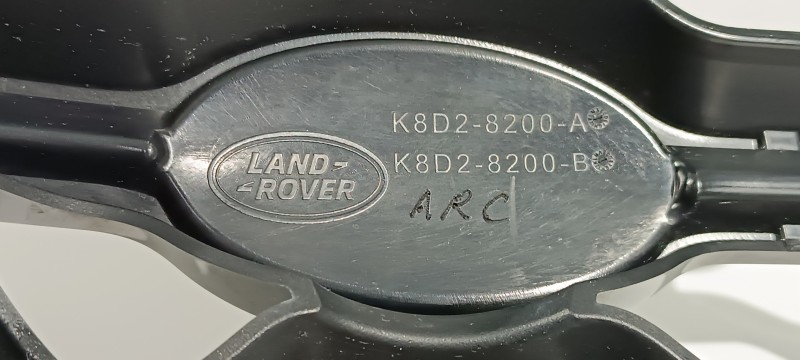 K8D2-8200-A
LAND
ROVER
K8D2-8200-B
ARC